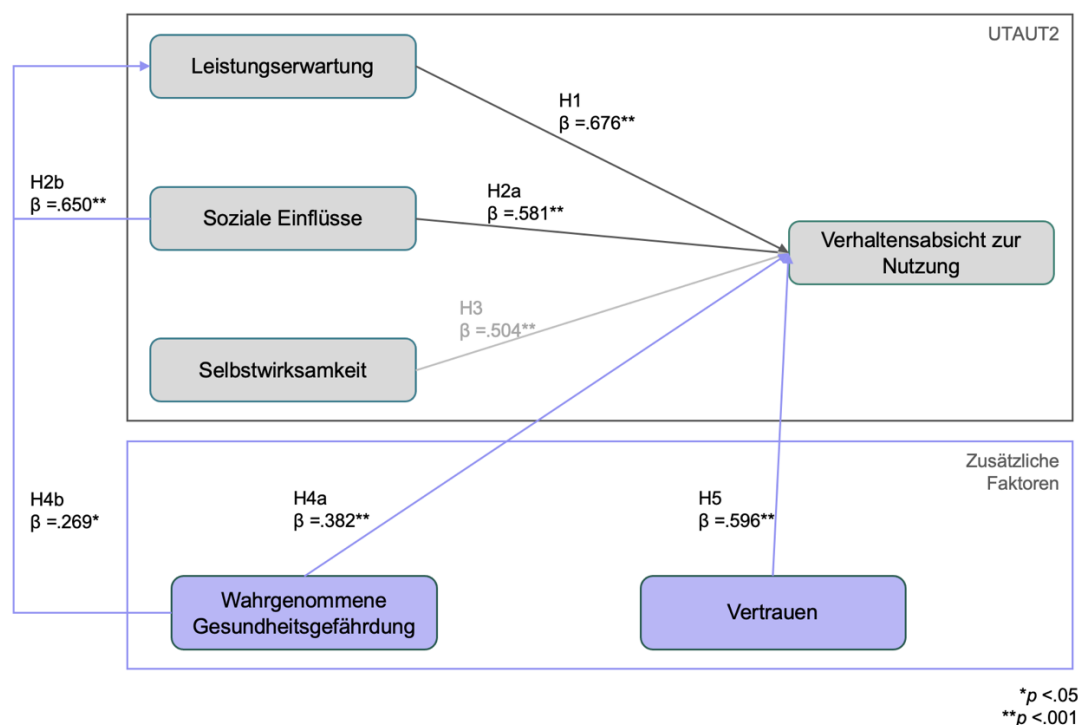 UTAUT2
Leistungserwartung
H1
β =.676**
H2b
β =.650**
Soziale Einflüsse
H2a
β =.581**
Verhaltensabsicht zur
Nutzung
H3
β =.504**
Selbstwirksamkeit
Zusätzliche
Faktoren
H4b
β =.269*
H4a
β =.382**
H5
β =.596**
Wahrgenommene
Gesundheitsgefährdung
Vertrauen
*p <.05
**p <.001